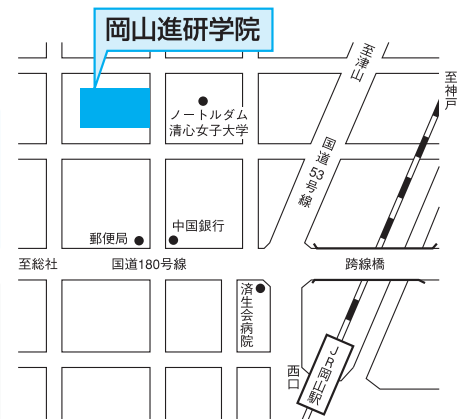 岡山進研学院
至津山
至神戸
ノートルダム
清心女子大学
国道53号線
中国銀行
郵便局
至総社
国道180号線
跨線橋
済生会病院
西口
JR岡山駅